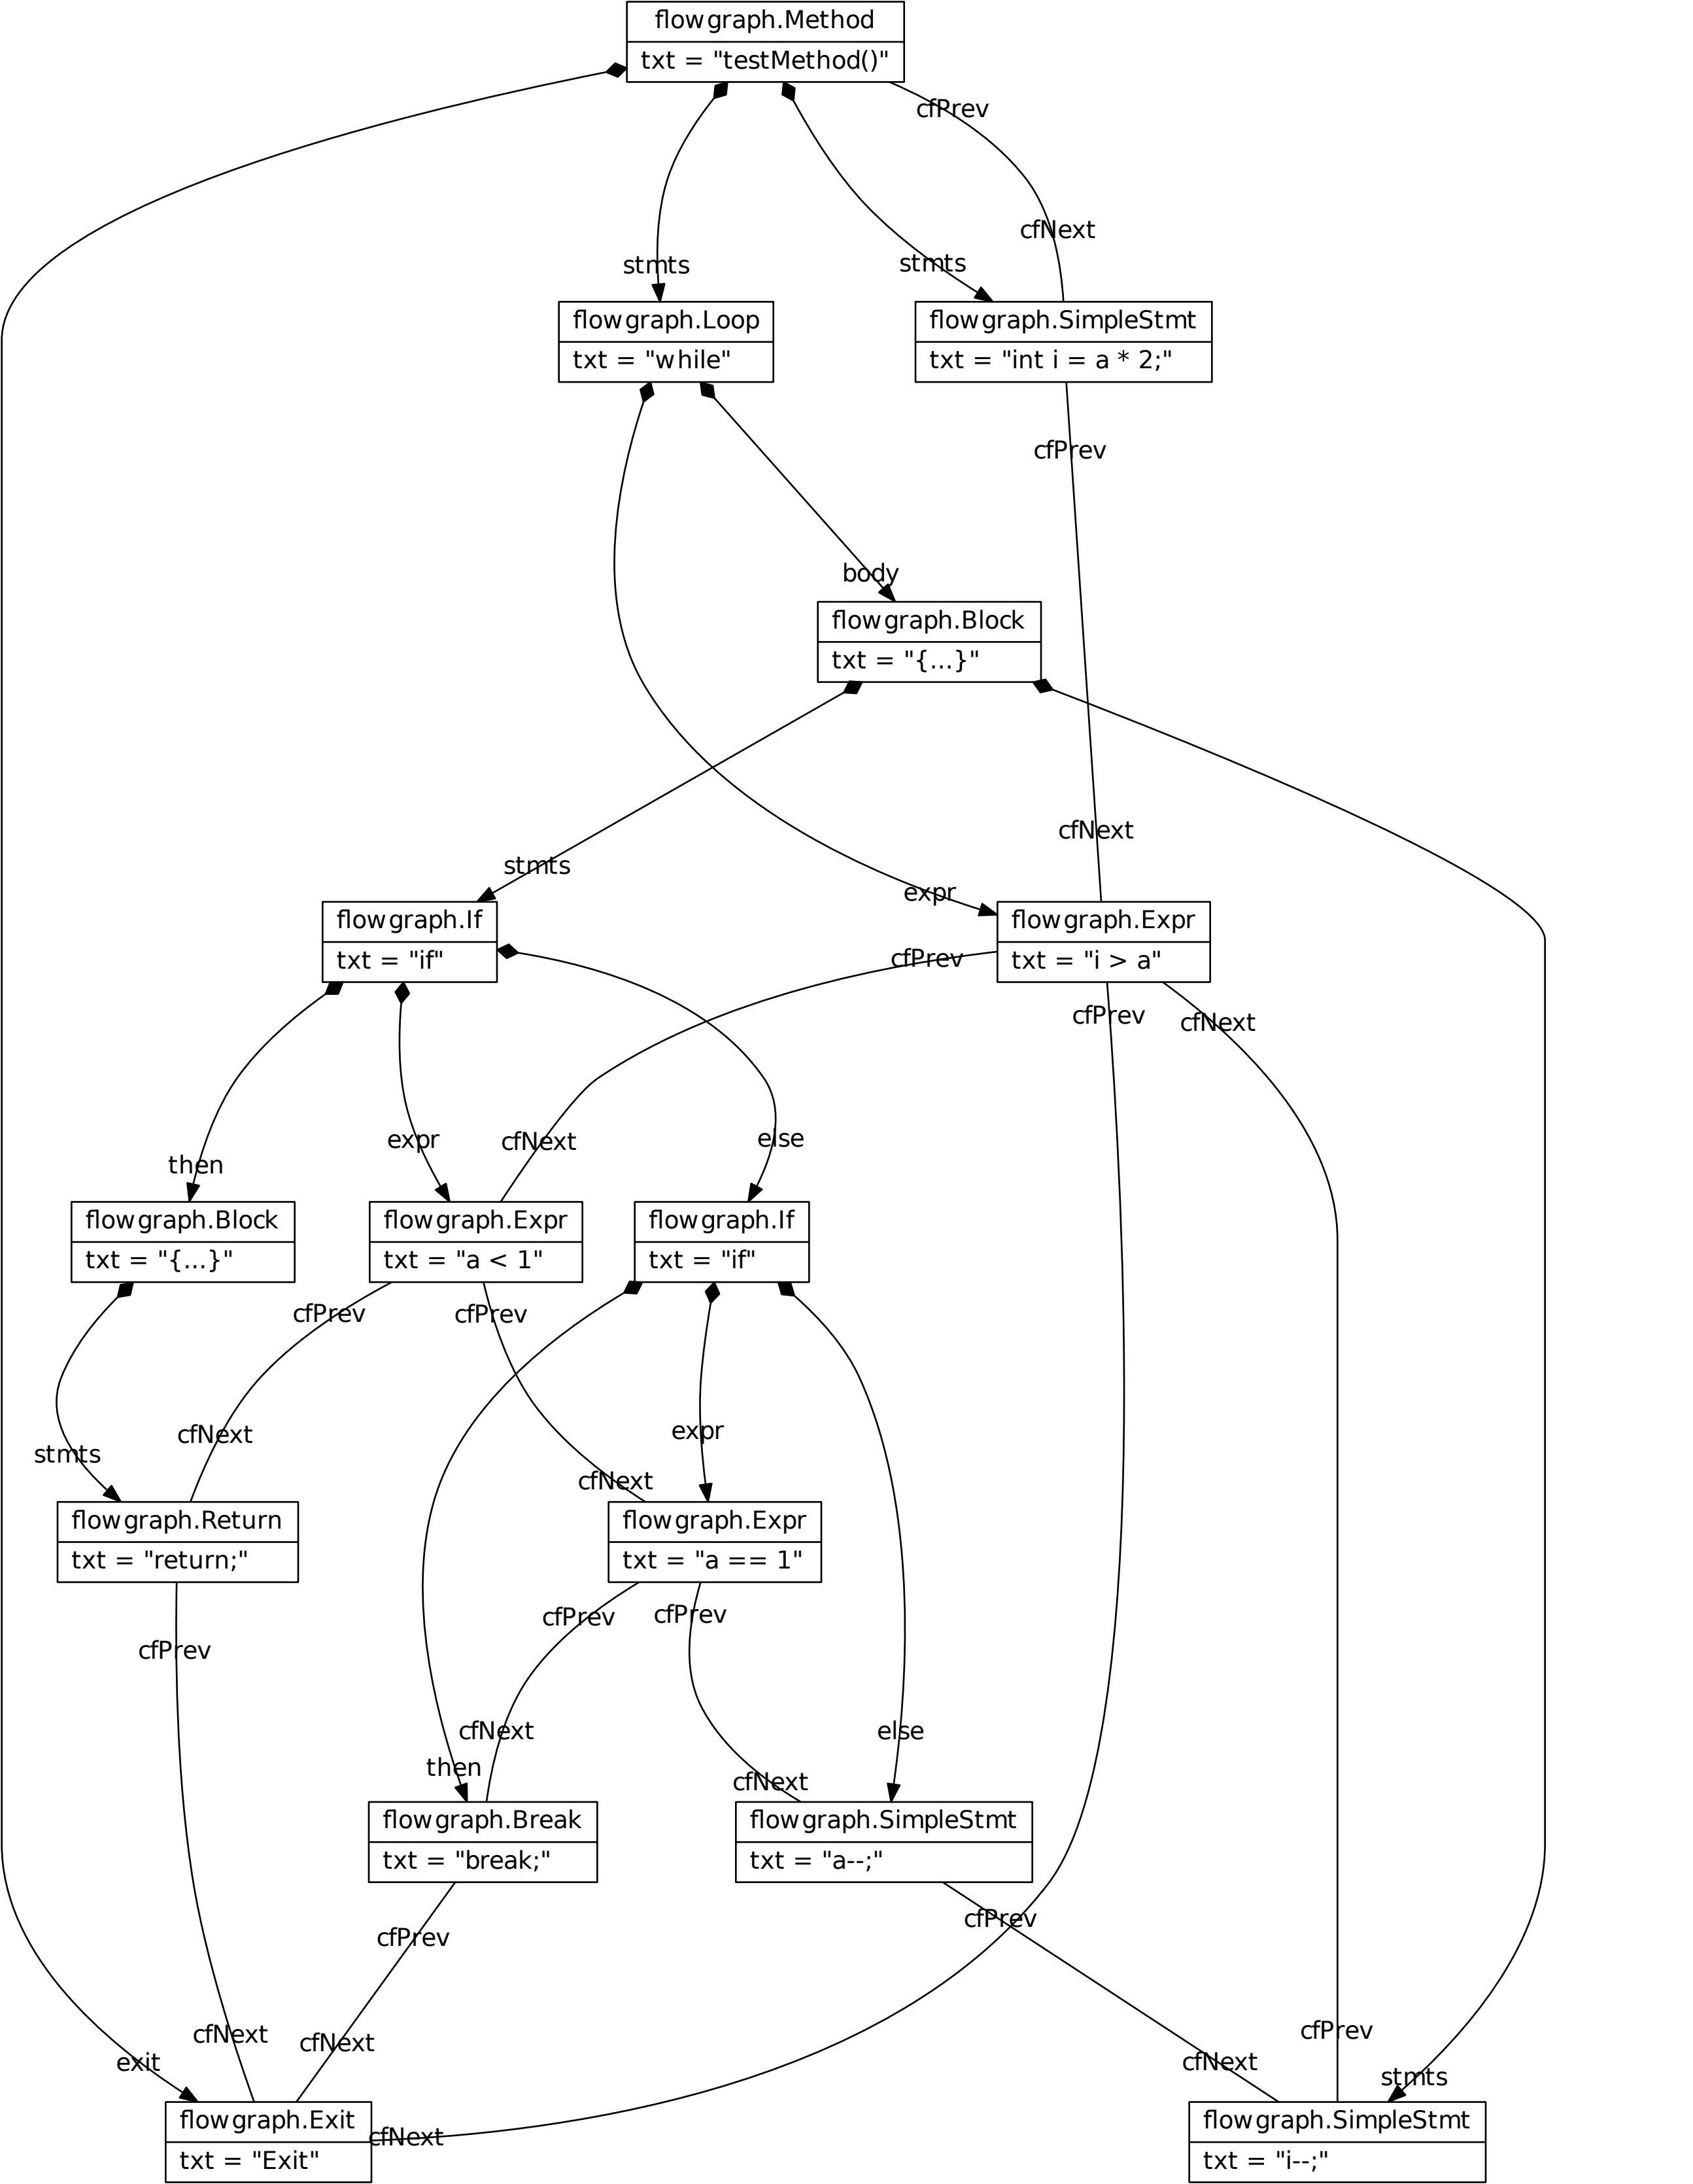 flowgraph.Method
txt = "testMethod()"
cfPrev
cfNext
stmts
stmts
flowgraph.Loop
txt = "while"
flowgraph.SimpleStmt
txt = "int i = a * 2;"
cfPrev
body
flowgraph.Block
txt = "{...}"
cfNext
stmts
expr
flowgraph.If
txt = "if"
flowgraph.Expr
txt = "i > a"
cfPrev
cfPrev
cfNext
then
expr
cfNext
else
flowgraph.Block
txt = "{...}"
flowgraph.Expr
txt = "a < 1"
flowgraph.If
txt = "if"
cfPrev
cfPrev
cfNext
stmts
expr
cfNext
flowgraph.Return
txt = "return;"
flowgraph.Expr
txt = "a == 1"
cfPrev
cfPrev
cfPrev
cfNext
else
then
cfNext
flowgraph.Break
txt = "break;"
flowgraph.SimpleStmt
txt = "a--;"
cfPrev
cfPrev
cfNext
cfNext
cfPrev
exit
cfNext
stmts
flowgraph.Exit
txt = "Exit"
cfNext
flowgraph.SimpleStmt
txt = "i--;"